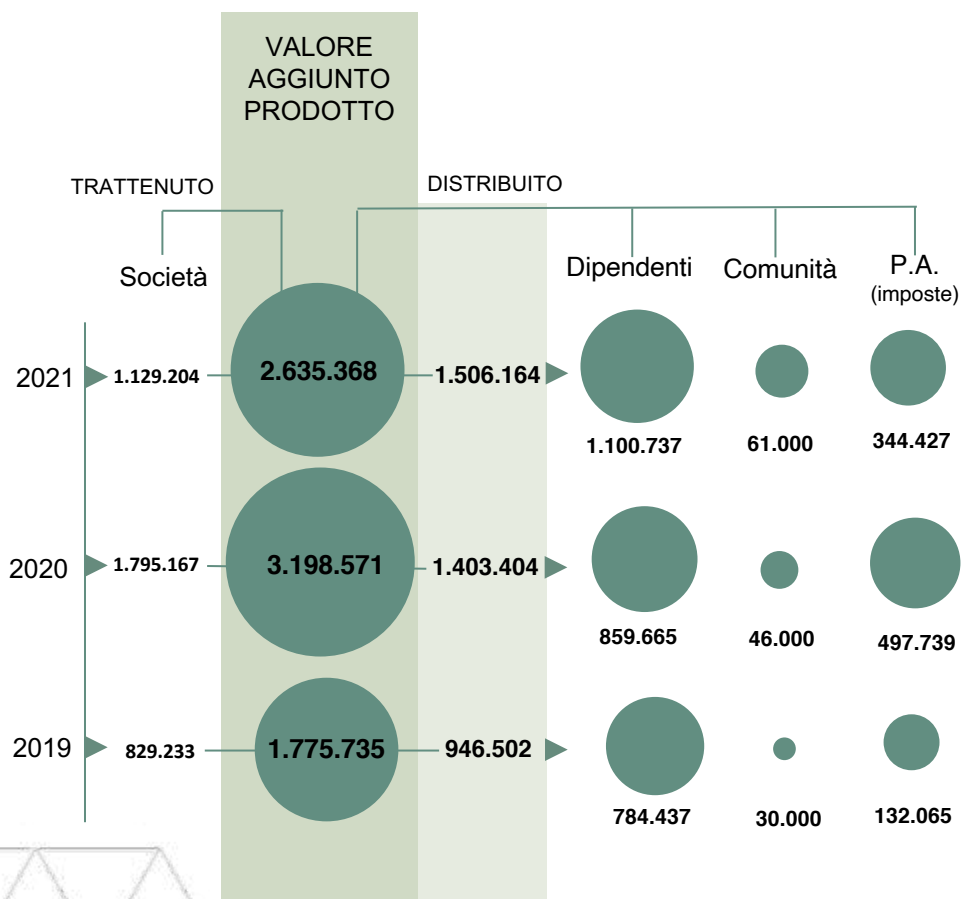 VALORE
AGGIUNTO
PRODOTTO
TRATTENUTO
DISTRIBUITO
Società
Dipendenti
Comunità
P.A.
(imposte)
2021
1.129.204
2.635.368
1.506.164
1.100.737
61.000
344.427
2020
1.795.167
3.198.571
1.403.404
859.665
46.000
497.739
2019
829.233
1.775.735
946.502
784.437
30.000
132.065